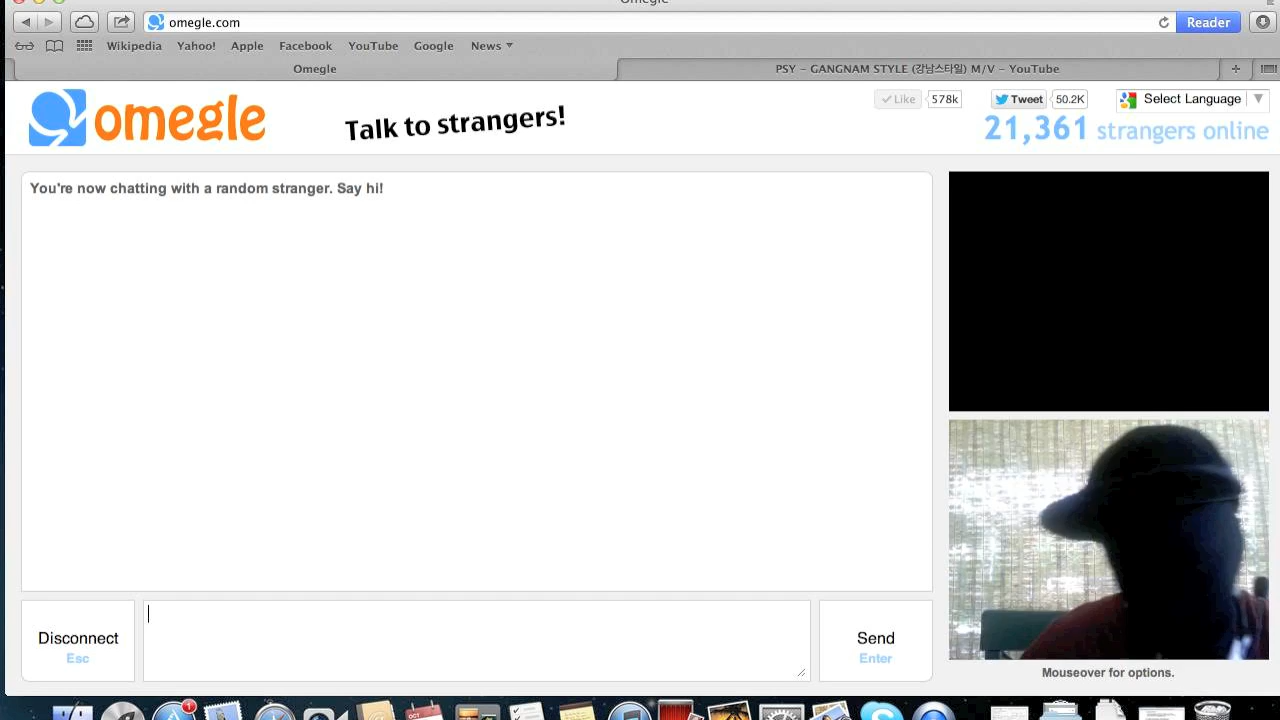 Omegle
omegle.com
Reader
Wikipedia Yahoo! Apple Facebook YouTube Google News
Omegle
PSY - GANGNAM STYLE (강남스타일) M/V - YouTube
omegle
Talk to strangers!
Like 578k
Tweet 50.2K
Select Language
21,361 strangers online
You're now chatting with a random stranger. Say hi!
Disconnect
Esc
Send
Enter
Mouseover for options.
1
OCT